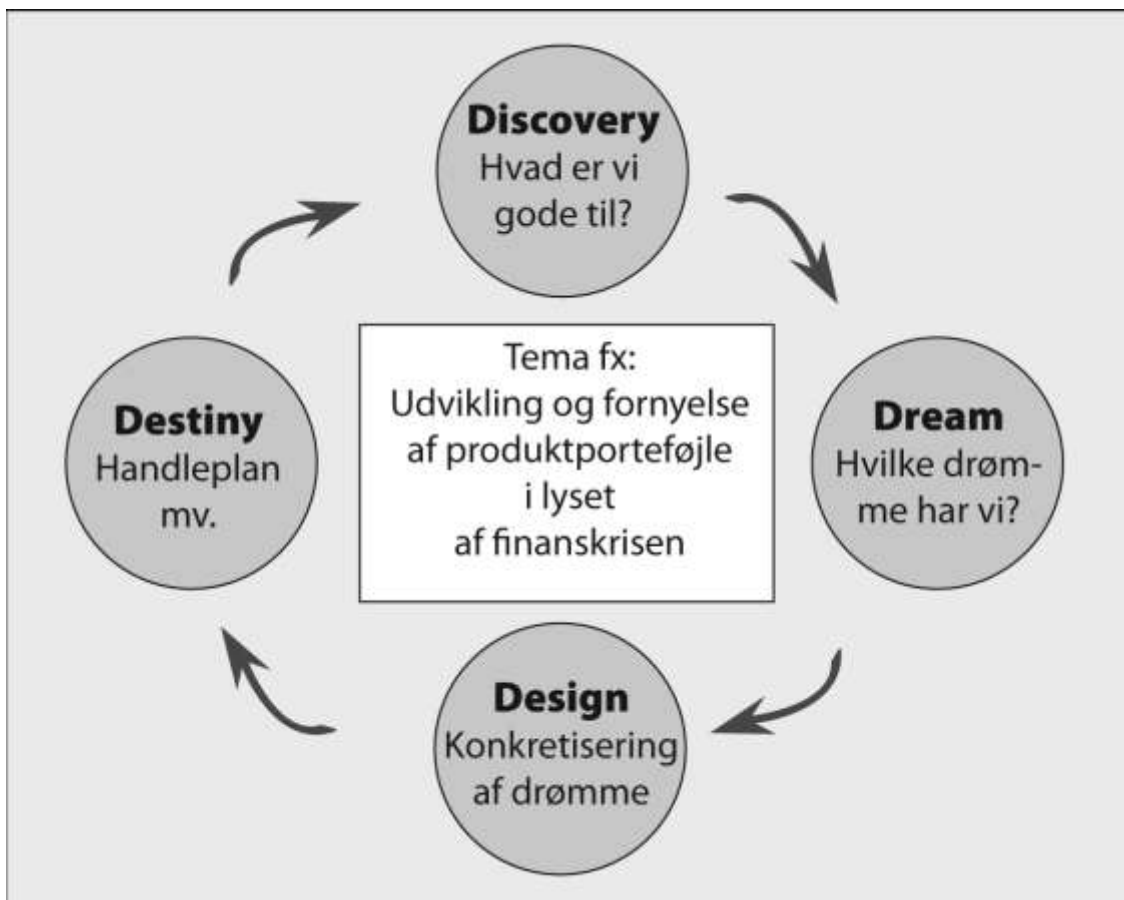 Discovery
Hvad er vi
gode til?
Tema fx:
Udvikling og fornyelse
af produktporteføjle
i lyset
af finanskrisen
Dream
Hvilke drøm-
me har vi?
Design
Konkretisering
af drømme
Destiny
Handleplan
mv.